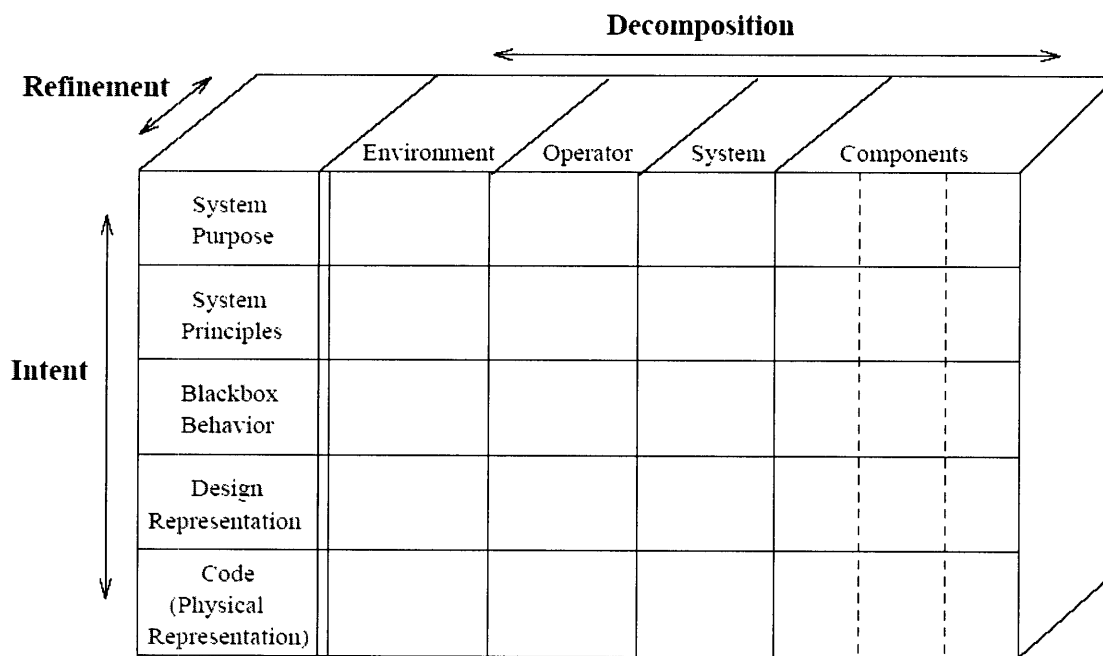 Decomposition
Refinement
Environment Operator System Components
System
Purpose
System
Principles
Intent
Blackbox
Behavior
Design
Representation
Code
(Physical
Representation)